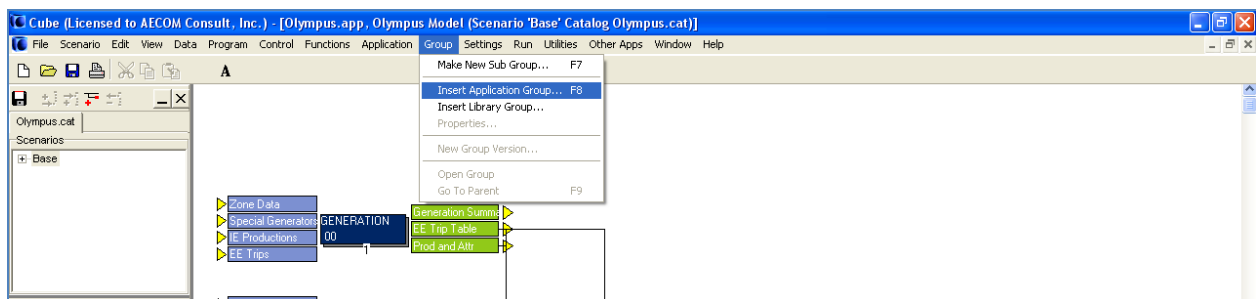 Cube (Licensed to AECOM Consult, Inc.) - [Olympus.app, Olympus Model (Scenario 'Base' Catalog Olympus.cat)]
File Scenario Edit View Data Program Control Functions Application Group Settings Run Utilities Other Apps Window Help
A
Make New Sub Group... F7
Insert Application Group... F8
Insert Library Group...
Properties...
New Group Version...
Open Group
Go To Parent F9
Olympus.cat
Scenarios
Base
Zone Data
Special Generators
IE Productions
EE Trips
GENERATION
00
1
Generation Summa
EE Trip Table
Prod and Attr